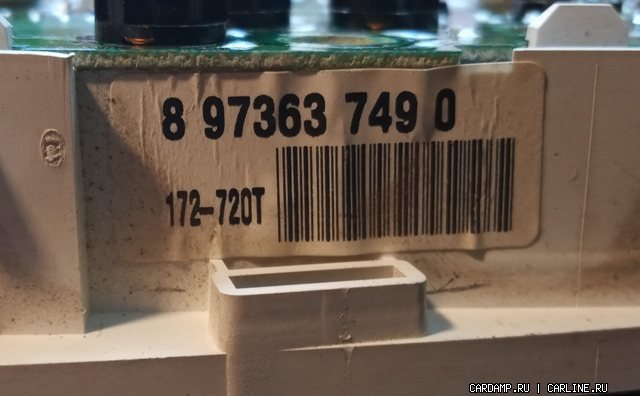 8 97363 749 0
172-720T
CARDAMP.RU | CARLINE.RU